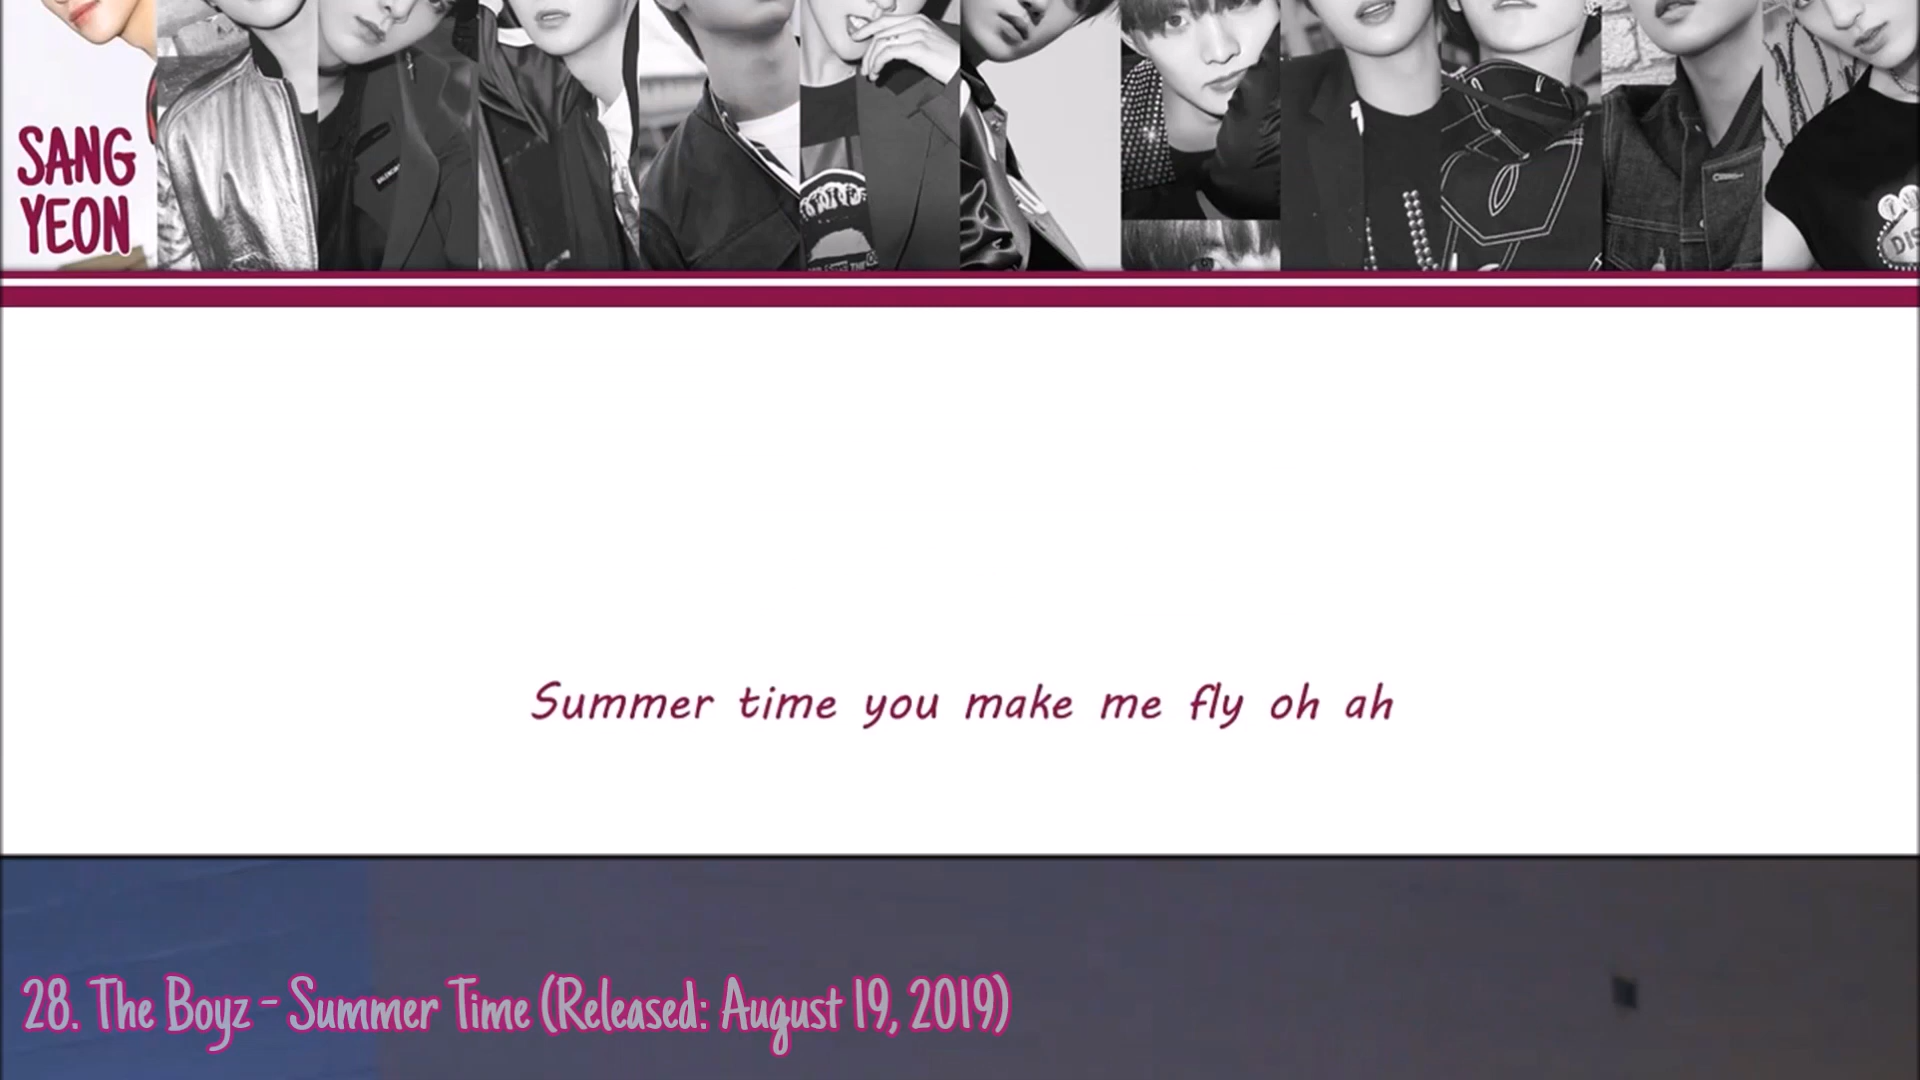 SANG
YEON
Summer time you make me fly oh ah
28. The Boyz - Summer Time (Released: August 19, 2019)